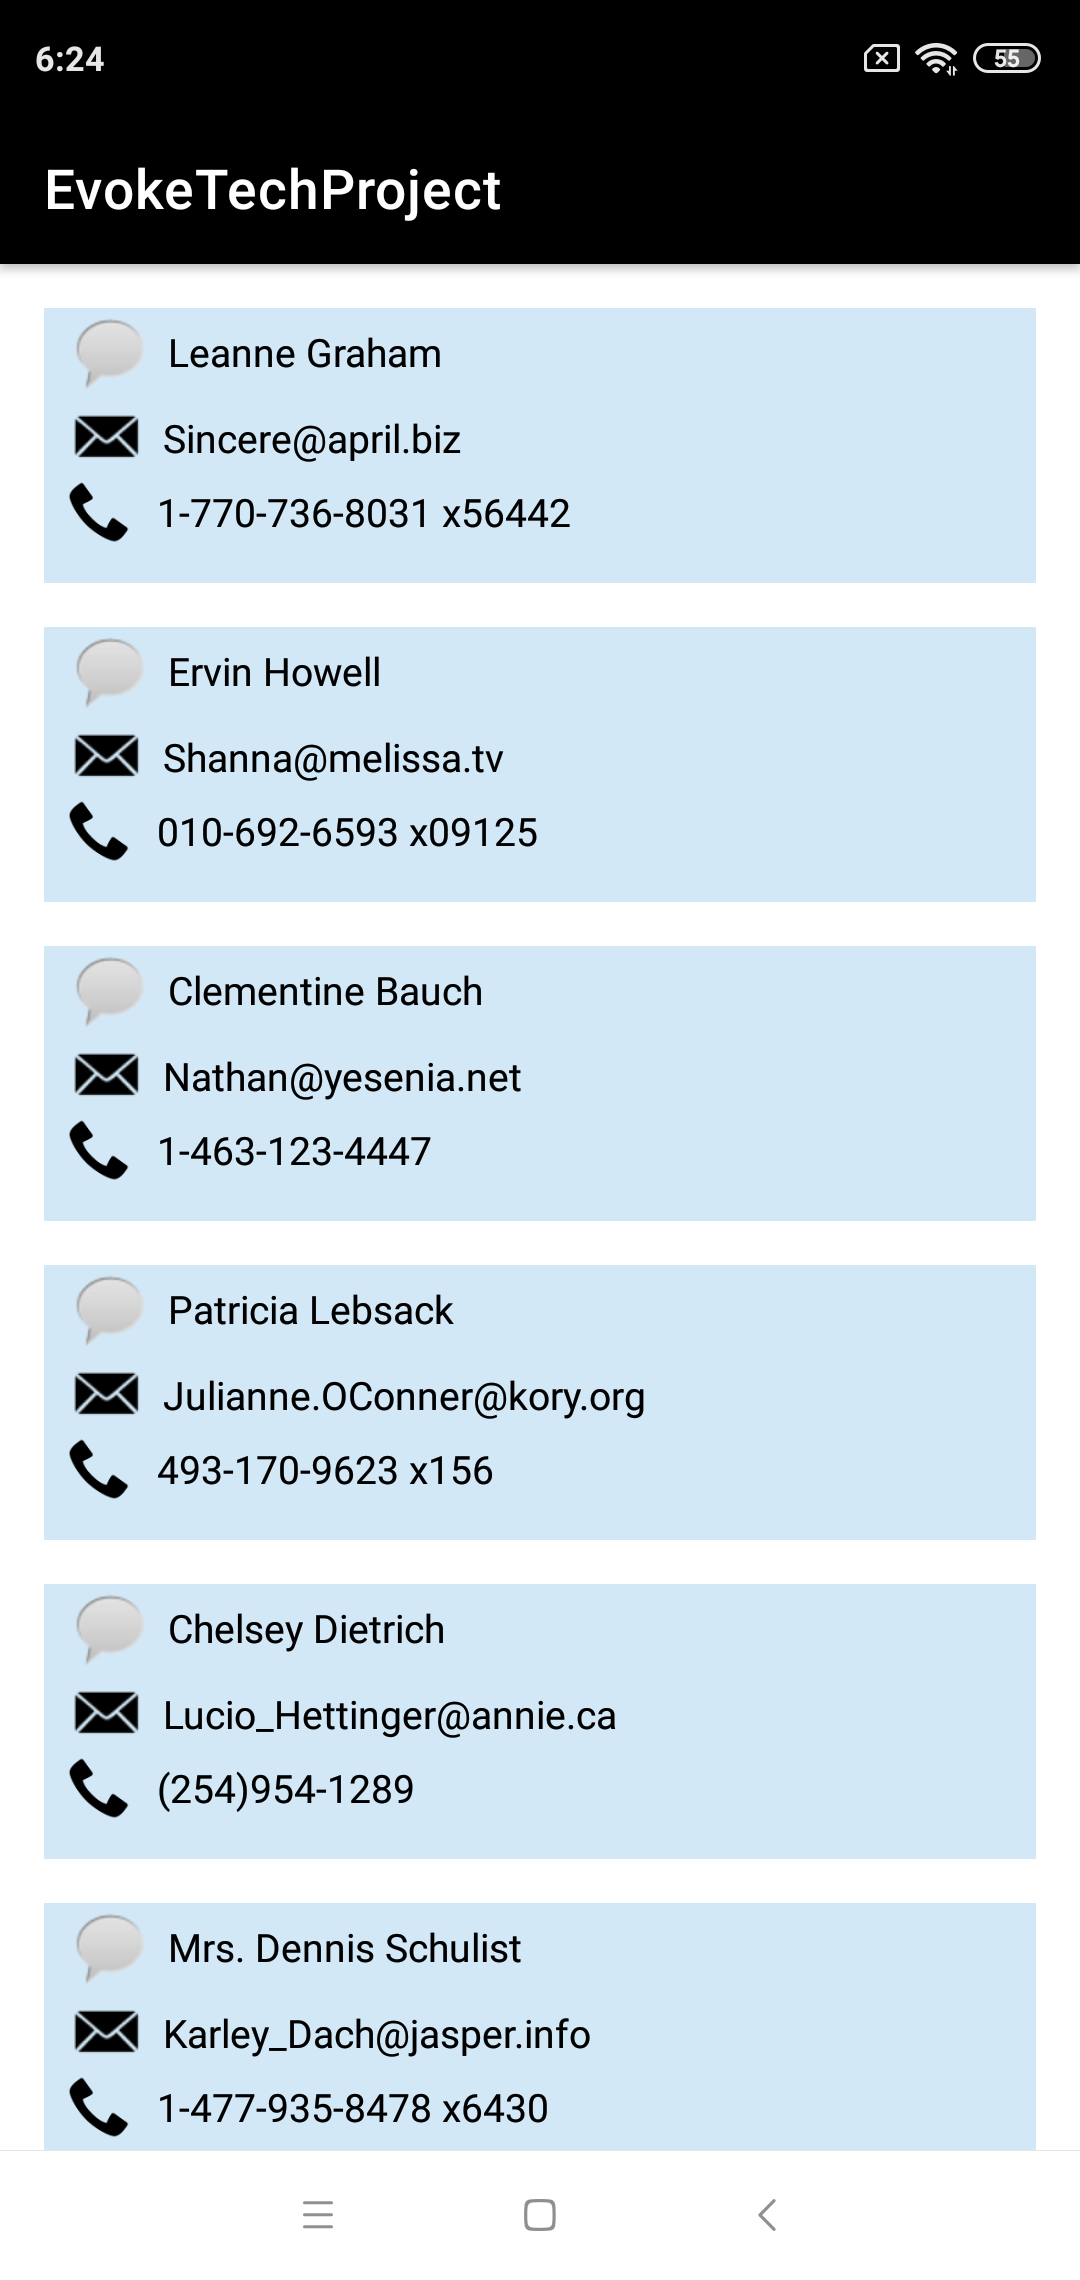 6:24
55
EvokeTechProject
Leanne Graham
Sincere@april.biz
1-770-736-8031 x56442
Ervin Howell
Shanna@melissa.tv
010-692-6593 x09125
Clementine Bauch
Nathan@yesenia.net
1-463-123-4447
Patricia Lebsack
Julianne.OConner@kory.org
493-170-9623 x156
Chelsey Dietrich
Lucio_Hettinger@annie.ca
(254)954-1289
Mrs. Dennis Schulist
Karley_Dach@jasper.info
1-477-935-8478 x6430